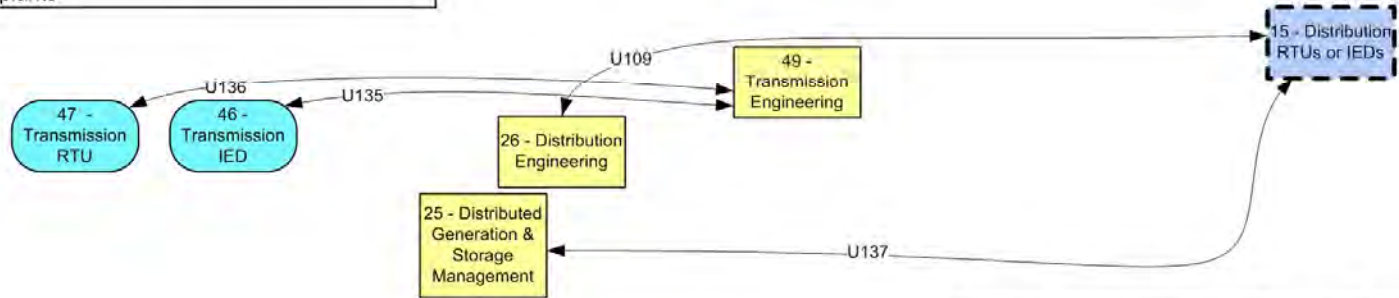 15 - Distribution
RTUs or IEDs
U109
49 -
Transmission
Engineering
U136
U135
47 -
Transmission
RTU
46 -
Transmission
IED
26 - Distribution
Engineering
25 - Distributed
Generation &
Storage
Management
U137